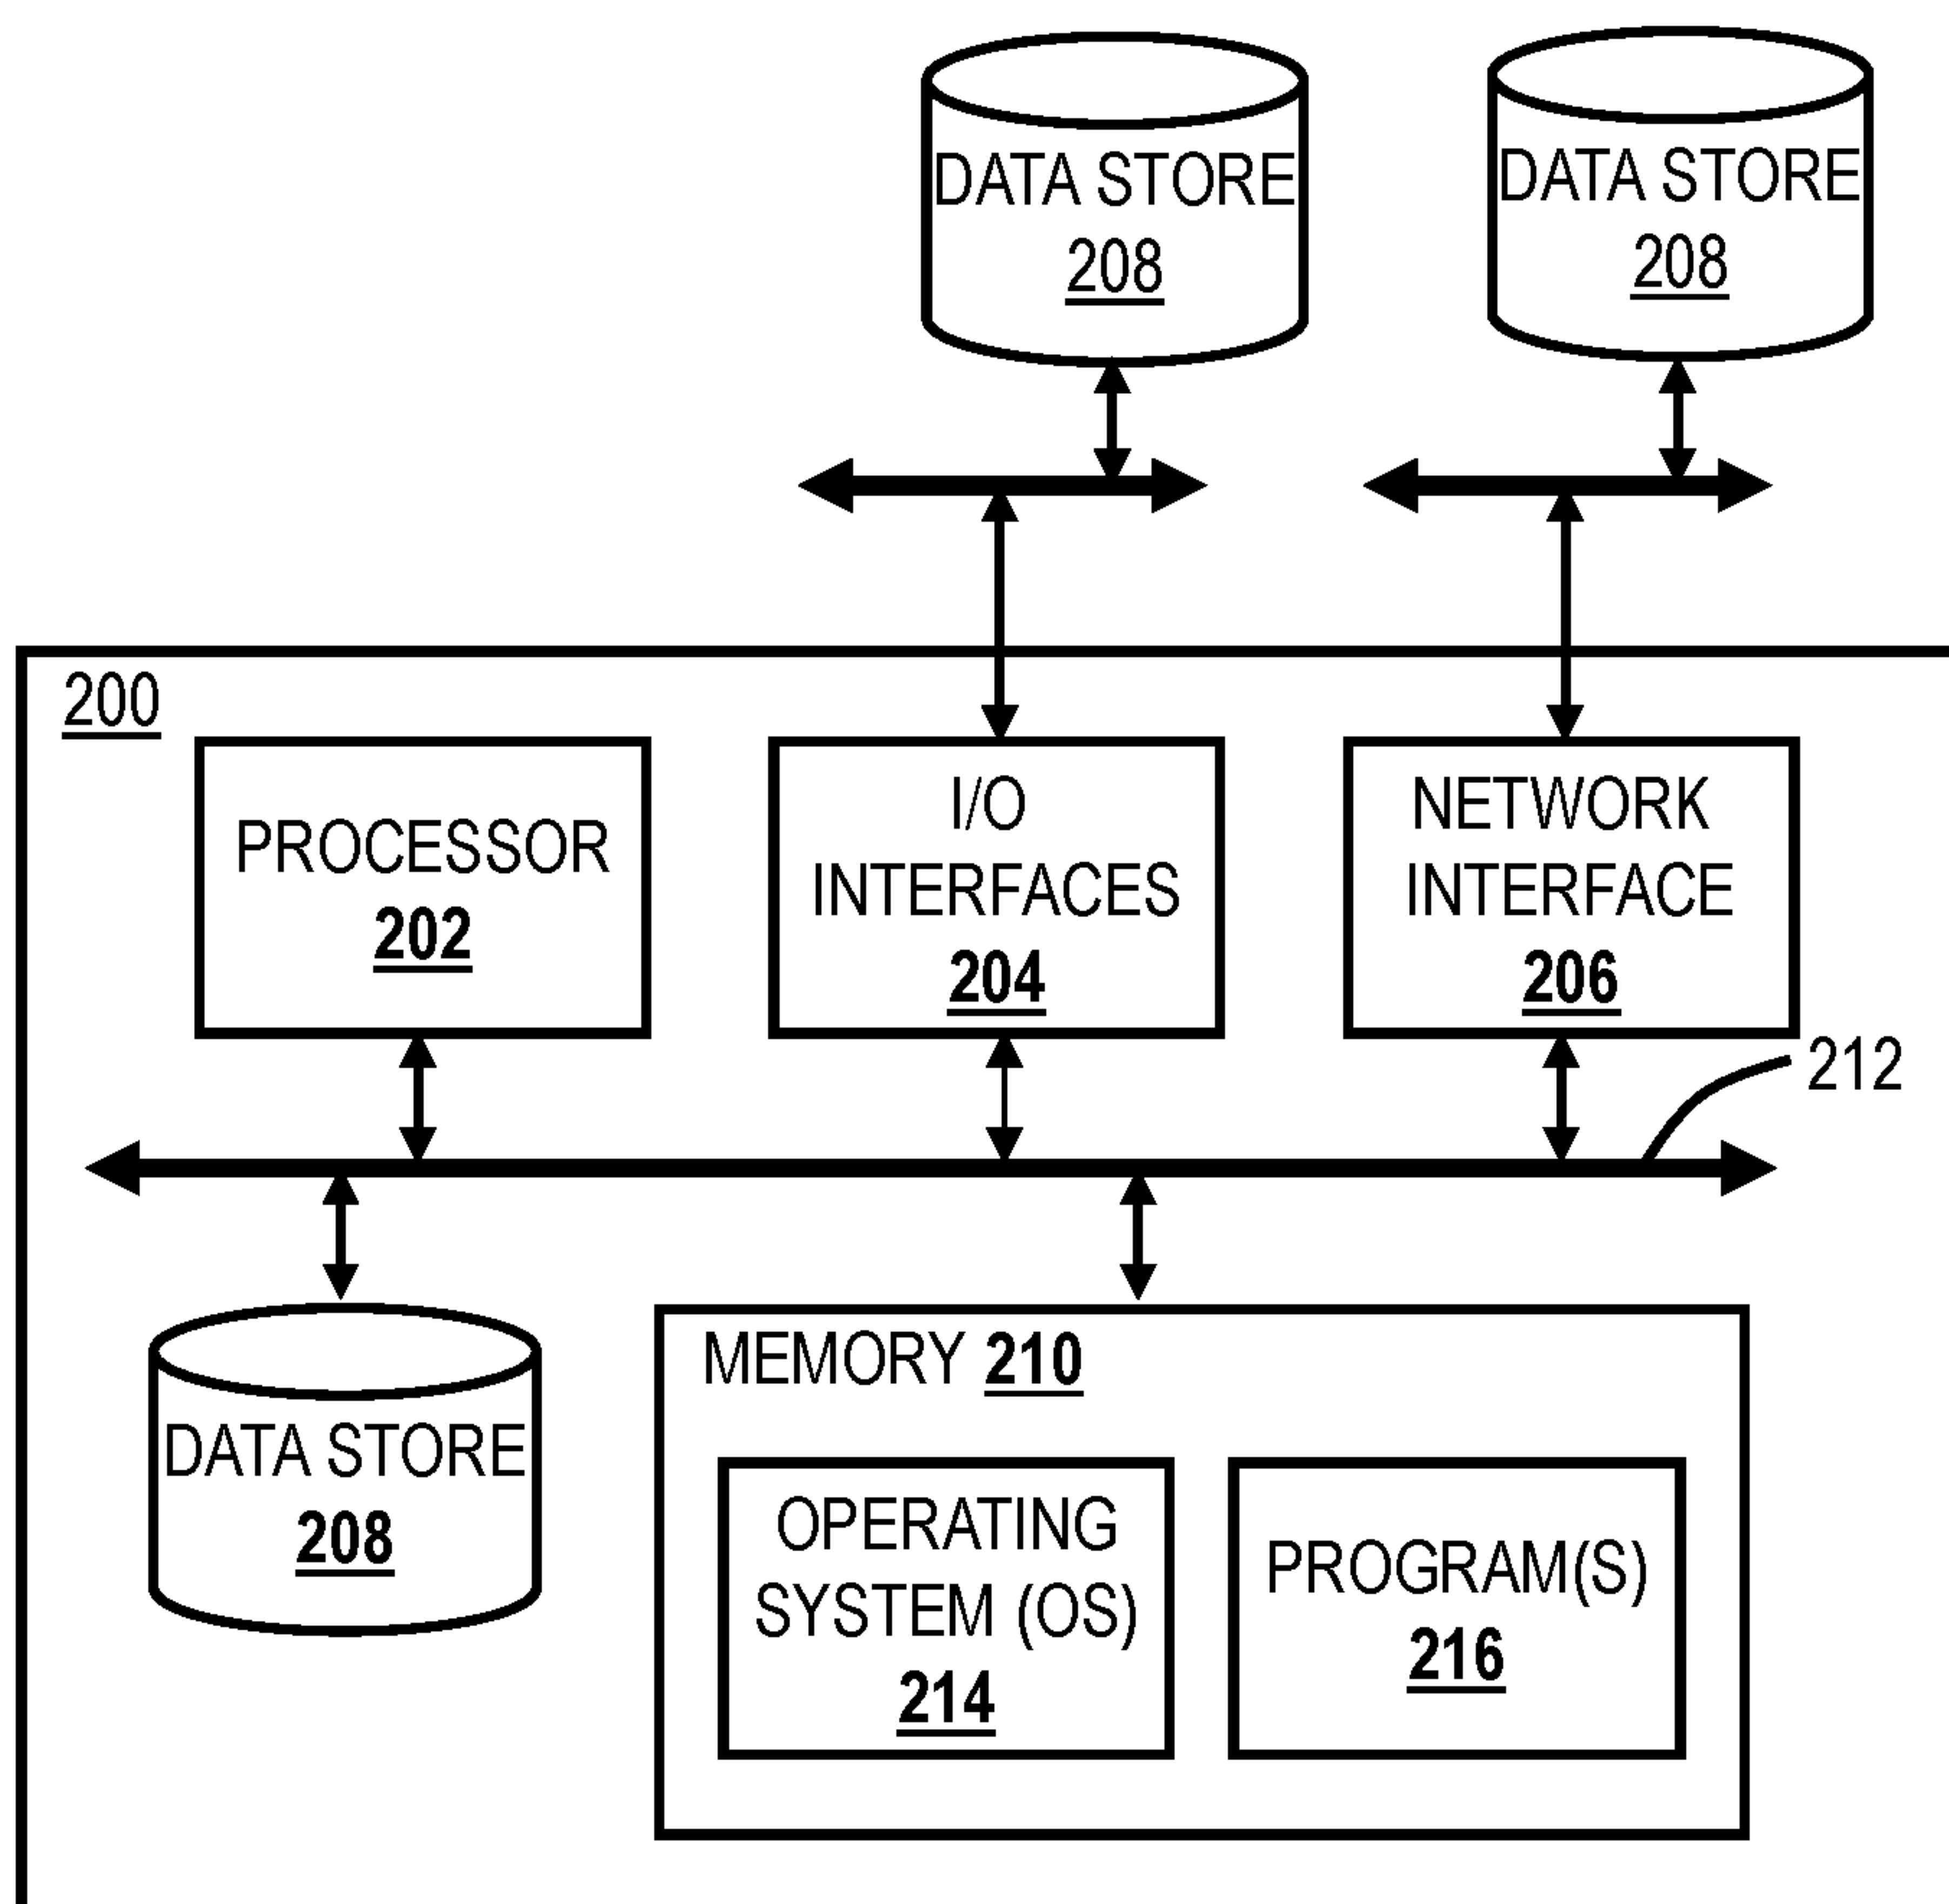 DATA STORE
208
DATA STORE
208
200
PROCESSOR
202
I/O
INTERFACES
204
NETWORK
INTERFACE
206
212
DATA STORE
208
MEMORY 210
OPERATING
SYSTEM (OS)
214
PROGRAM(S)
216